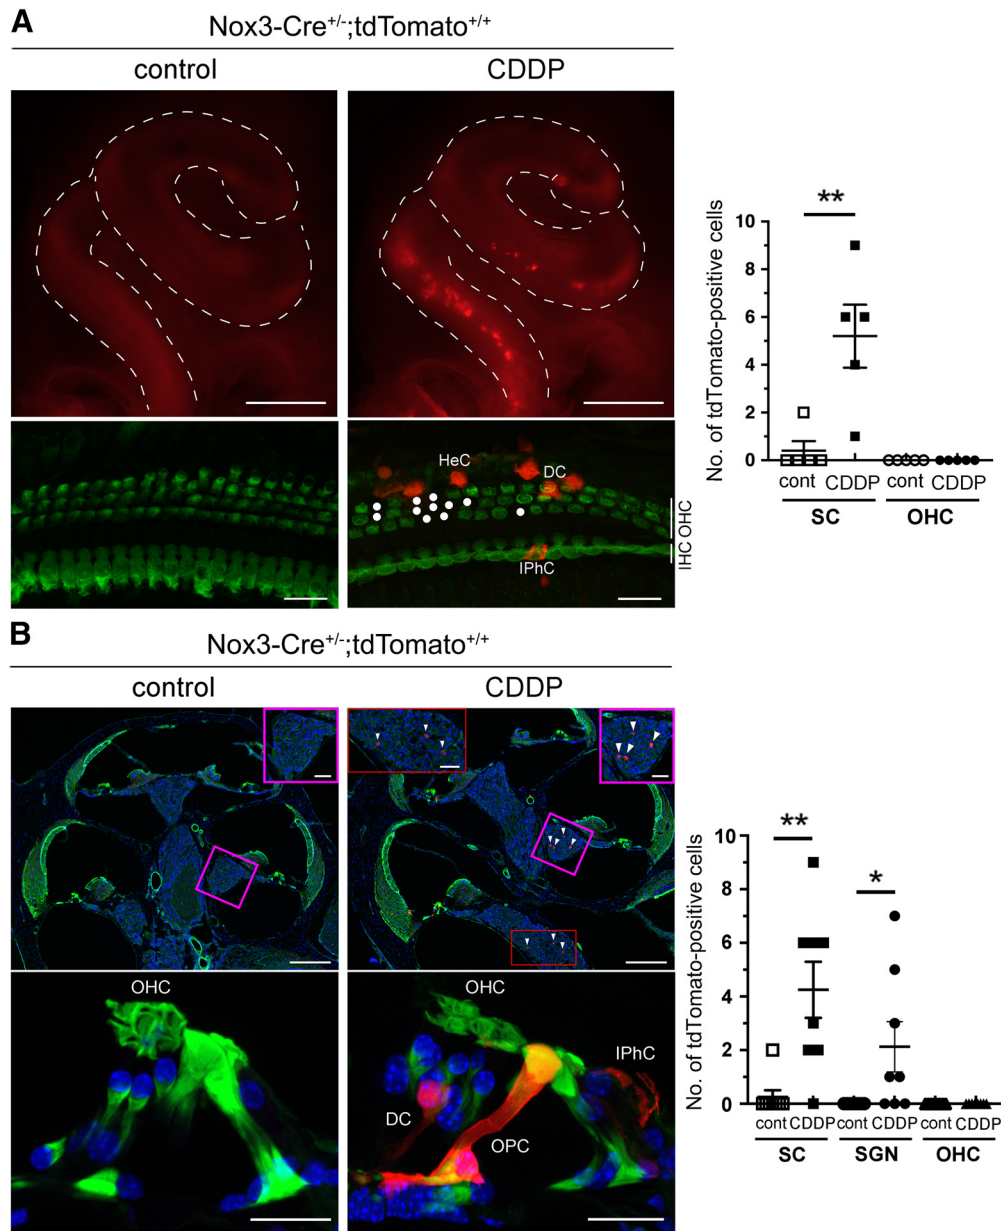 A
Nox3-Cre+/-;tdTomato+/+
control CDDP
HeC
DC
IPhC
IHC OHC
No. of tdTomato-positive cells
10
8
6
4
2
0
**
cont CDDP cont CDDP
SC OHC
B
Nox3-Cre+/-;tdTomato+/+
control CDDP
OHC
OHC
IPhC
DC
OPC
No. of tdTomato-positive cells
10
8
6
4
2
0
**
*
cont CDDP cont CDDP cont CDDP
SC SGN OHC